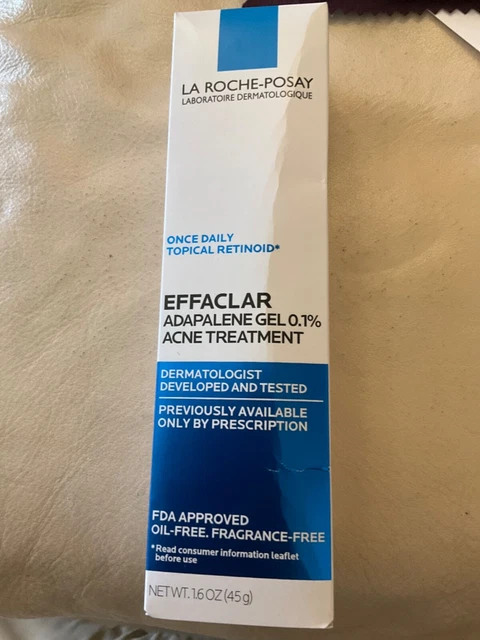 LA ROCHE-POSAY
LABORATOIRE DERMATOLOGIQUE
ONCE DAILY
TOPICAL RETINOID*
EFFACLAR
ADAPALENE GEL 0.1%
ACNE TREATMENT
DERMATOLOGIST
DEVELOPED AND TESTED
PREVIOUSLY AVAILABLE
ONLY BY PRESCRIPTION
FDA APPROVED
OIL-FREE. FRAGRANCE-FREE
*Read consumer information leaflet
before use
NET WT. 1.6 OZ (45g)